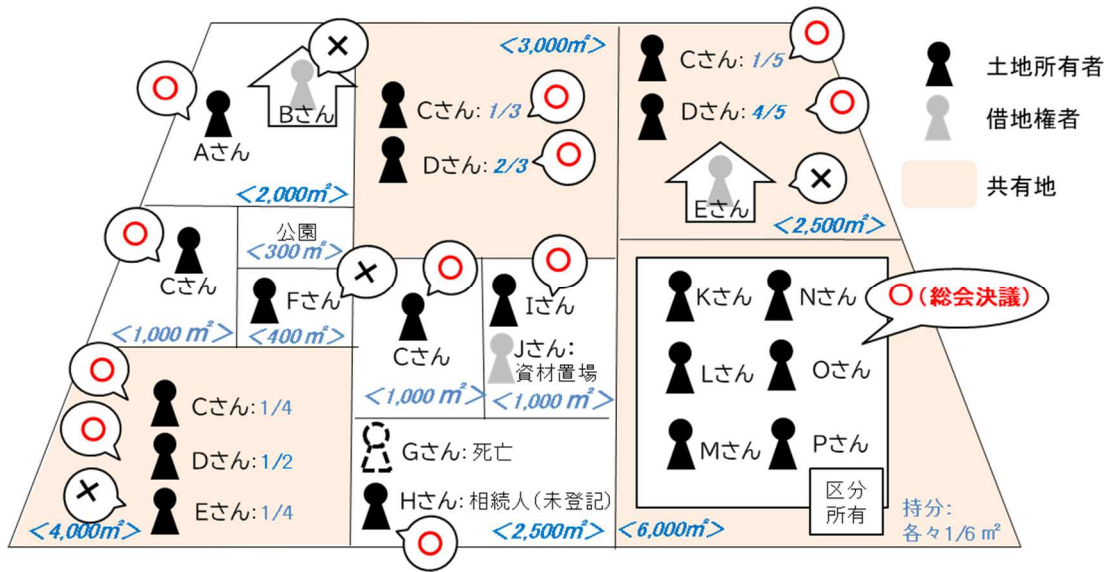 ×
Bさん
〇
Aさん
<2,000㎡>
<3,000㎡>
Cさん: 1/3
〇
Dさん: 2/3
〇
Cさん: 1/5
〇
Dさん: 4/5
〇
Eさん
×
<2,500㎡>
土地所有者
借地権者
共有地
〇
Cさん
<1,000㎡>
公園
<300㎡>
Fさん
×
<400㎡>
〇
Cさん
<1,000㎡>
〇
Iさん
Jさん:
資材置場
<1,000㎡>
Kさん
Nさん
Lさん
Oさん
Mさん
Pさん
〇(総会決議)
区分
所有
持分:
各々1/6㎡
<6,000㎡>
〇
Cさん: 1/4
〇
Dさん: 1/2
×
Eさん: 1/4
<4,000㎡>
Gさん: 死亡
Hさん: 相続人(未登記)
〇
<2,500㎡>